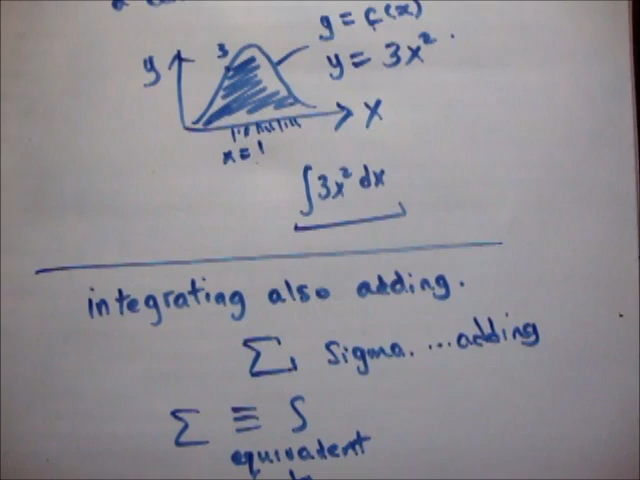 y = f(x)
y = 3x².
y
3
x
x = 1
∫3x² dx
integrating also adding.
Σ, Sigma. ...adding
Σ ≡ S
equivalent